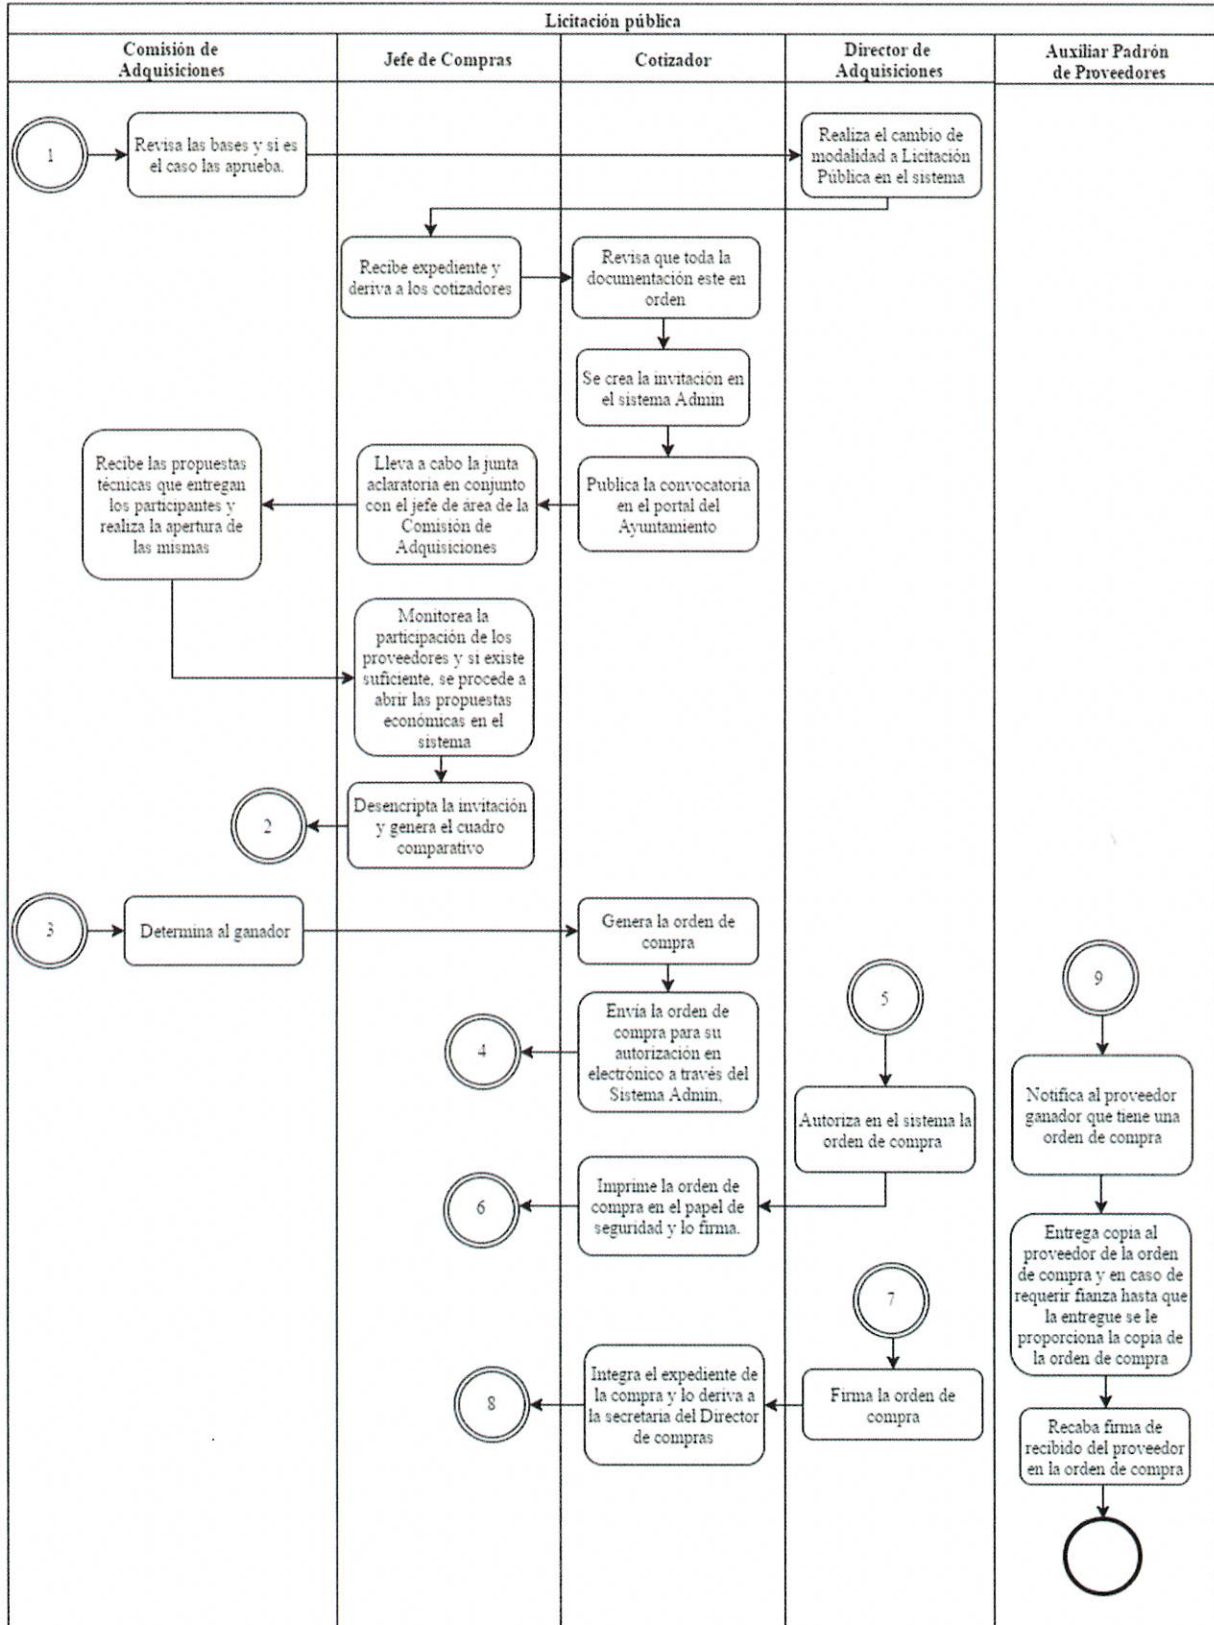 Licitación pública
Comisión de
Adquisiciones
Jefe de Compras
Cotizador
Director de
Adquisiciones
Auxiliar Padrón
de Proveedores
1
Revisa las bases y si es
el caso las aprueba.
Realiza el cambio de
modalidad a Licitación
Pública en el sistema
Recibe expediente y
deriva a los cotizadores
Revisa que toda la
documentación este en
orden
Se crea la invitación en
el sistema Admin
Publica la convocatoria
en el portal del
Ayuntamiento
Lleva a cabo la junta
aclaratoria en conjunto
con el jefe de área de la
Comisión de
Adquisiciones
Recibe las propuestas
técnicas que entregan
los participantes y
realiza la apertura de
las mismas
Monitorea la
participación de los
proveedores y si existe
suficiente, se procede a
abrir las propuestas
económicas en el
sistema
Desencripta la invitación
y genera el cuadro
comparativo
2
3
Determina al ganador
Genera la orden de
compra
Envía la orden de
compra para su
autorización en
electrónico a través del
Sistema Admin,
4
5
Autoriza en el sistema la
orden de compra
Imprime la orden de
compra en el papel de
seguridad y lo firma.
6
7
Firma la orden de
compra
Integra el expediente de
la compra y lo deriva a
la secretaria del Director
de compras
8
9
Notifica al proveedor
ganador que tiene una
orden de compra
Entrega copia al
proveedor de la orden
de compra y en caso de
requerir fianza hasta que
la entregue se le
proporciona la copia de
la orden de compra
Recaba firma de
recibido del proveedor
en la orden de compra